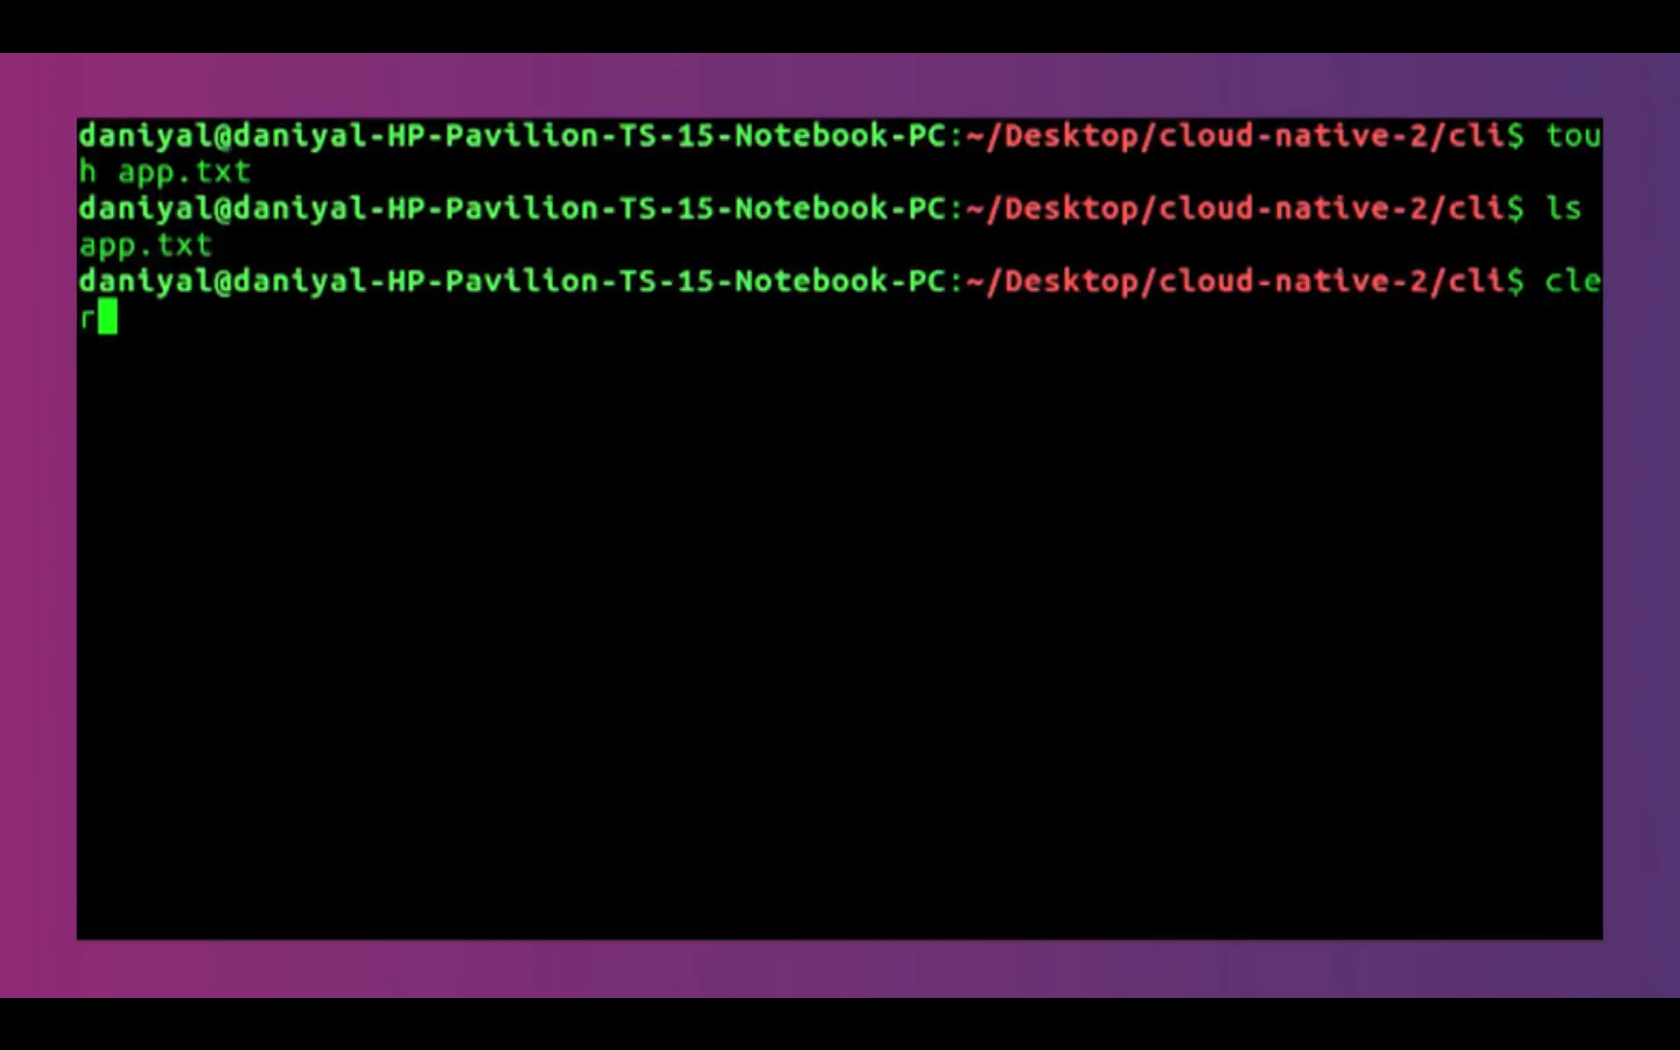 daniyal@daniyal-HP-Pavilion-TS-15-Notebook-PC:~/Desktop/cloud-native-2/cli$ tou
h app.txt
daniyal@daniyal-HP-Pavilion-TS-15-Notebook-PC:~/Desktop/cloud-native-2/cli$ ls
app.txt
daniyal@daniyal-HP-Pavilion-TS-15-Notebook-PC:~/Desktop/cloud-native-2/cli$ cle
r